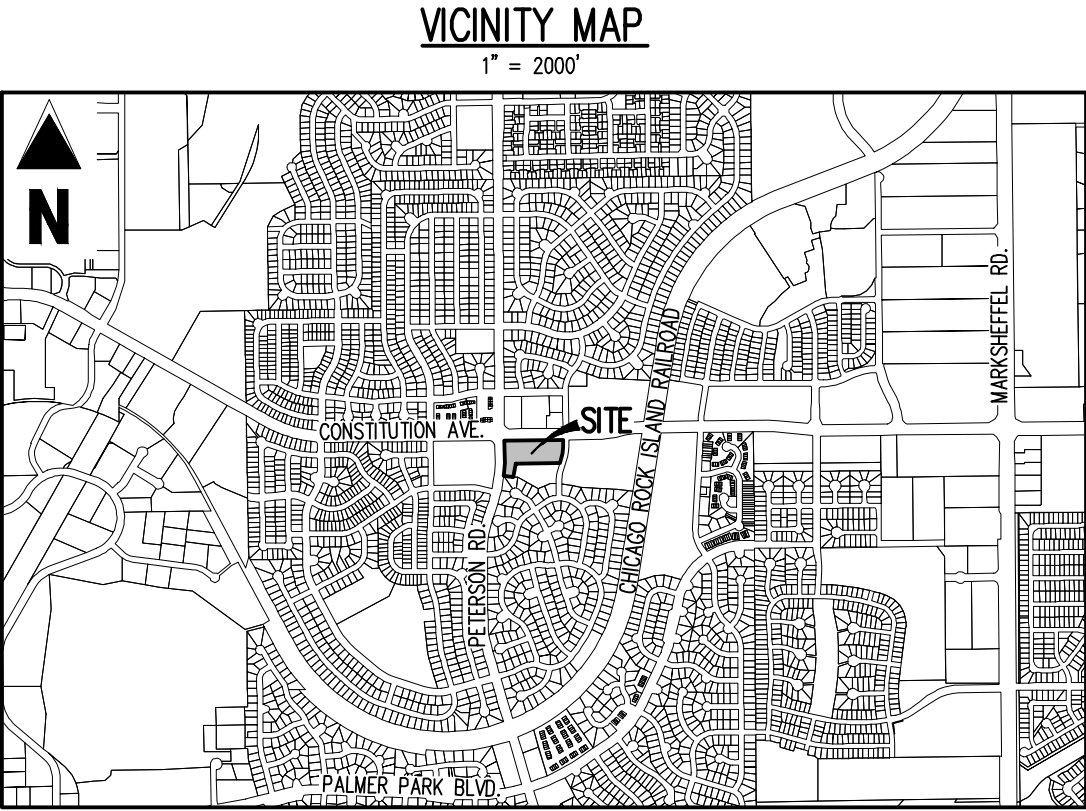 VICINITY MAP
1" = 2000'
N
MARKSHEFFEL RD.
CHICAGO ROCK ISLAND RAILROAD
SITE
CONSTITUTION AVE.
PETERSON RD.
PALMER PARK BLVD.